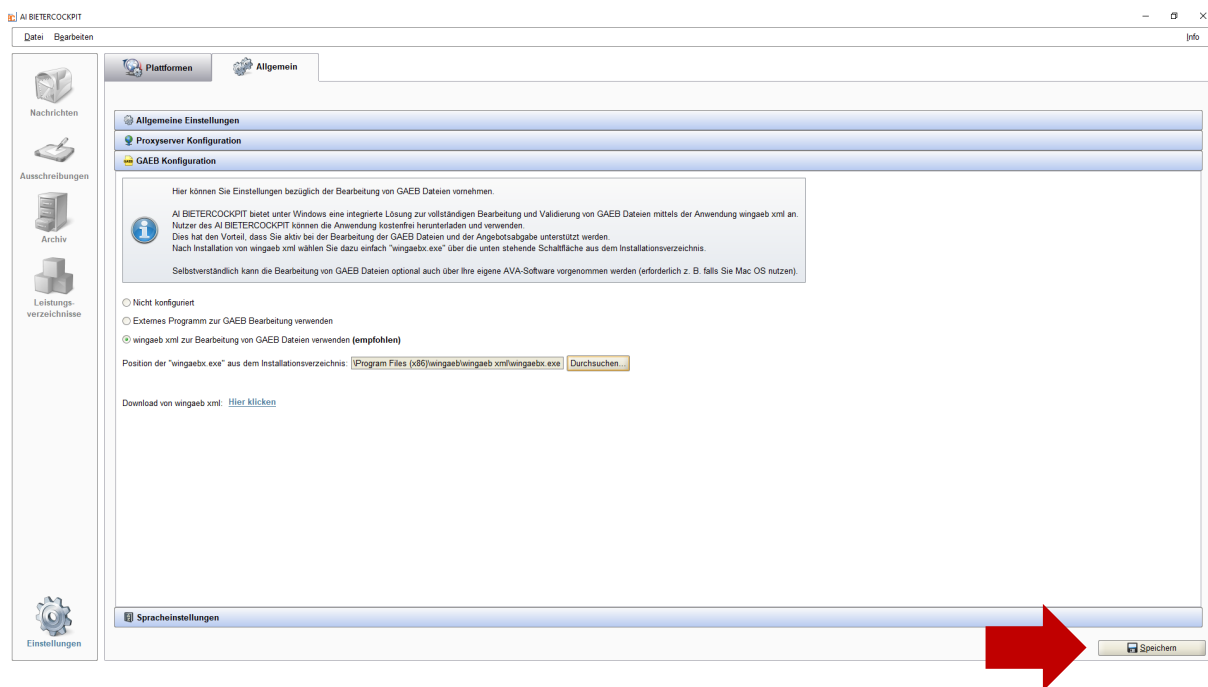 AI BIETERCOCKPIT
Datei Bearbeiten Info
Plattformen Allgemein
Nachrichten
Ausschreibungen
Archiv
Leistungs-
verzeichnisse
Einstellungen
Allgemeine Einstellungen
Proxyserver Konfiguration
GAEB Konfiguration
Hier können Sie Einstellungen bezüglich der Bearbeitung von GAEB Dateien vornehmen.
AI BIETERCOCKPIT bietet unter Windows eine integrierte Lösung zur vollständigen Bearbeitung und Validierung von GAEB Dateien mittels der Anwendung wingaeb xml an.
Nutzer des AI BIETERCOCKPIT können die Anwendung kostenfrei herunterladen und verwenden.
Dies hat den Vorteil, dass Sie aktiv bei der Bearbeitung der GAEB Dateien und der Angebotsabgabe unterstützt werden.
Nach Installation von wingaeb xml wählen Sie dazu einfach "wingaebx.exe" über die unten stehende Schaltfläche aus dem Installationsverzeichnis.
Selbstverständlich kann die Bearbeitung von GAEB Dateien optional auch über Ihre eigene AVA-Software vorgenommen werden (erforderlich z. B. falls Sie Mac OS nutzen).
Nicht konfiguriert
Externes Programm zur GAEB Bearbeitung verwenden
wingaeb xml zur Bearbeitung von GAEB Dateien verwenden (empfohlen)
Position der "wingaebx.exe" aus dem Installationsverzeichnis: \Program Files (x86)\wingaeb\wingaeb xml\wingaebx.exe Durchsuchen...
Download von wingaeb xml: Hier klicken
Spracheinstellungen
Speichern